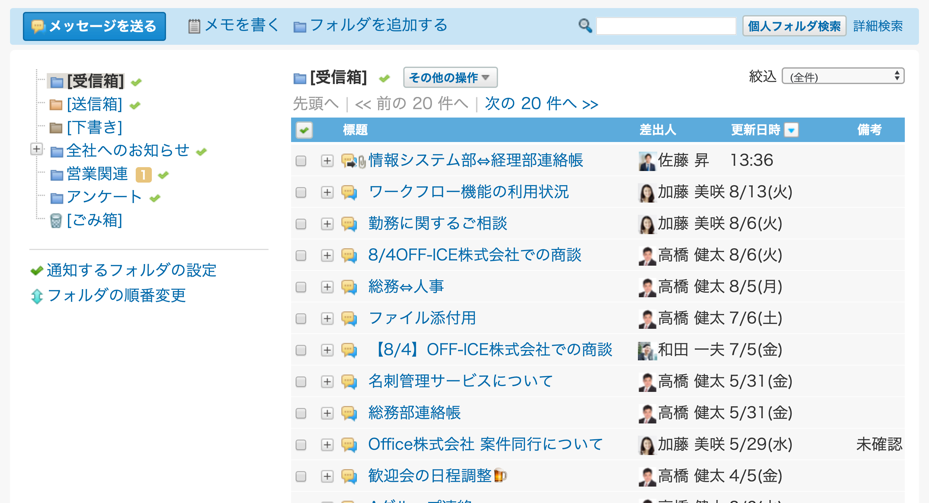 メッセージを送る メモを書く フォルダを追加する 個人フォルダ検索 詳細検索
[受信箱]
[送信箱]
[下書き]
全社へのお知らせ
営業関連 1
アンケート
[ごみ箱]
通知するフォルダの設定
フォルダの順番変更
[受信箱] その他の操作 絞込 (全件)
先頭へ | << 前の 20 件へ | 次の 20 件へ >>
標題 差出人 更新日時 備考
情報システム部⇔経理部連絡帳 佐藤 昇 13:36
ワークフロー機能の利用状況 加藤 美咲 8/13(火)
勤務に関するご相談 加藤 美咲 8/6(火)
8/4OFF-ICE株式会社での商談 高橋 健太 8/6(火)
総務⇔人事 高橋 健太 8/5(月)
ファイル添付用 高橋 健太 7/6(土)
【8/4】OFF-ICE株式会社での商談 和田 一夫 7/5(金)
名刺管理サービスについて 高橋 健太 5/31(金)
総務部連絡帳 高橋 健太 5/31(金)
Office株式会社 案件同行について 加藤 美咲 5/29(水) 未確認
歓迎会の日程調整🍺 高橋 健太 4/5(金)